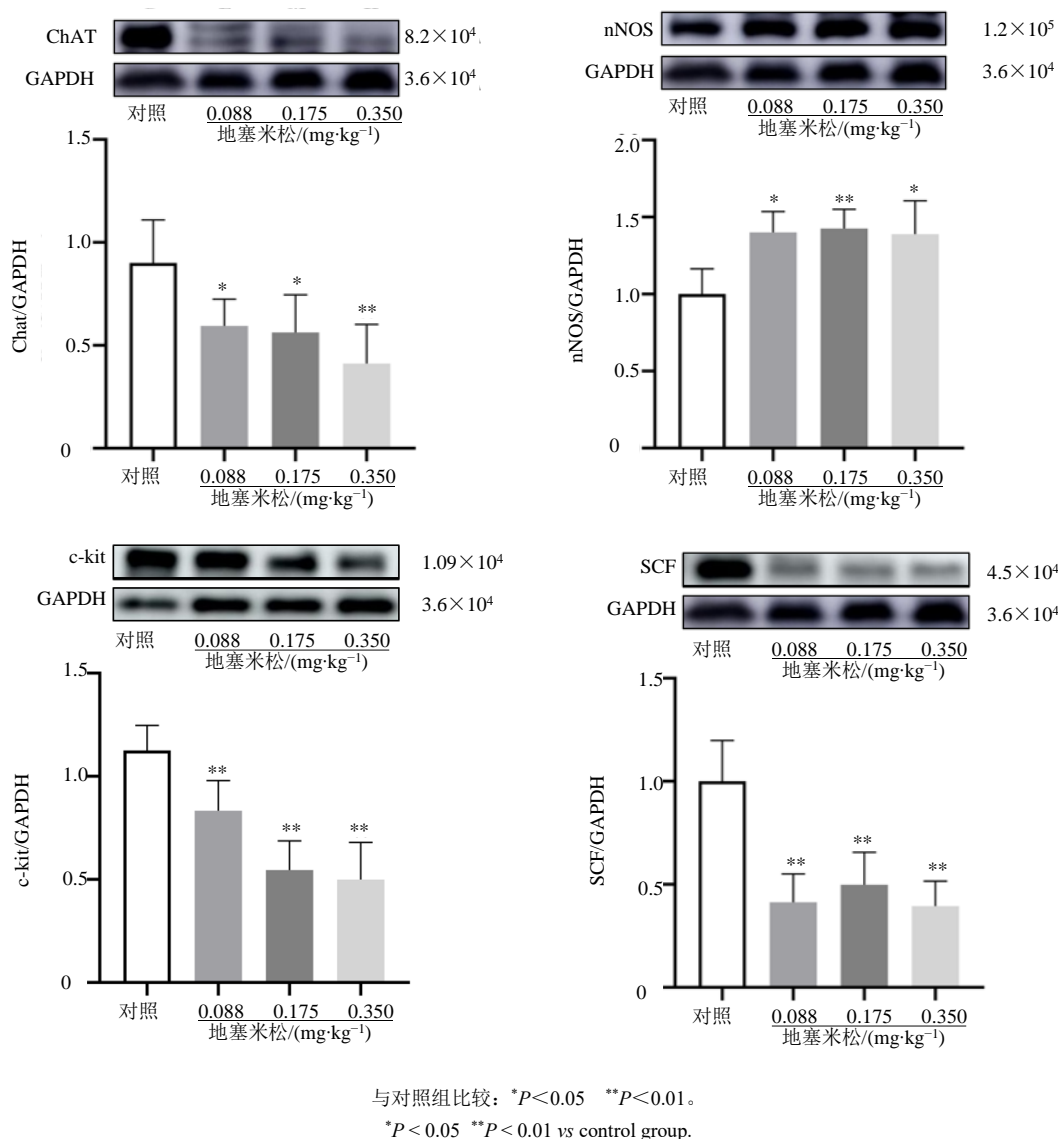 ChAT
8.2×10⁴
GAPDH
3.6×10⁴
对照 0.088 0.175 0.350
地塞米松/(mg·kg⁻¹)
1.5
1.0
0.5
0
Chat/GAPDH
* * **
对照 0.088 0.175 0.350
地塞米松/(mg·kg⁻¹)
nNOS
1.2×10⁵
GAPDH
3.6×10⁴
对照 0.088 0.175 0.350
地塞米松/(mg·kg⁻¹)
2.0
1.5
1.0
0.5
0
nNOS/GAPDH
* ** *
对照 0.088 0.175 0.350
地塞米松/(mg·kg⁻¹)
c-kit
1.09×10⁴
GAPDH
3.6×10⁴
对照 0.088 0.175 0.350
地塞米松/(mg·kg⁻¹)
1.5
1.0
0.5
0
c-kit/GAPDH
** ** **
对照 0.088 0.175 0.350
地塞米松/(mg·kg⁻¹)
SCF
4.5×10⁴
GAPDH
3.6×10⁴
对照 0.088 0.175 0.350
地塞米松/(mg·kg⁻¹)
1.5
1.0
0.5
0
SCF/GAPDH
** ** **
对照 0.088 0.175 0.350
地塞米松/(mg·kg⁻¹)
与对照组比较：*P＜0.05 **P＜0.01。
*P < 0.05 **P < 0.01 vs control group.